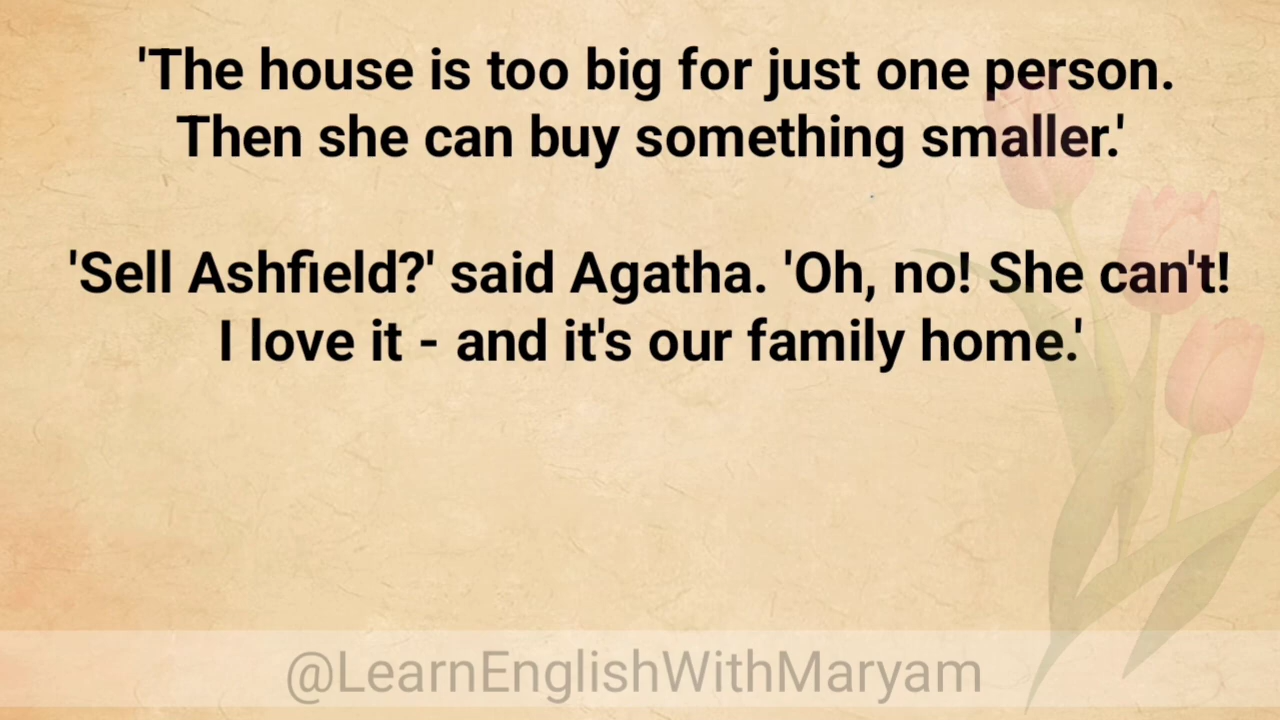 'The house is too big for just one person.
Then she can buy something smaller.'
'Sell Ashfield?' said Agatha. 'Oh, no! She can't!
I love it - and it's our family home.'
@LearnEnglishWithMaryam